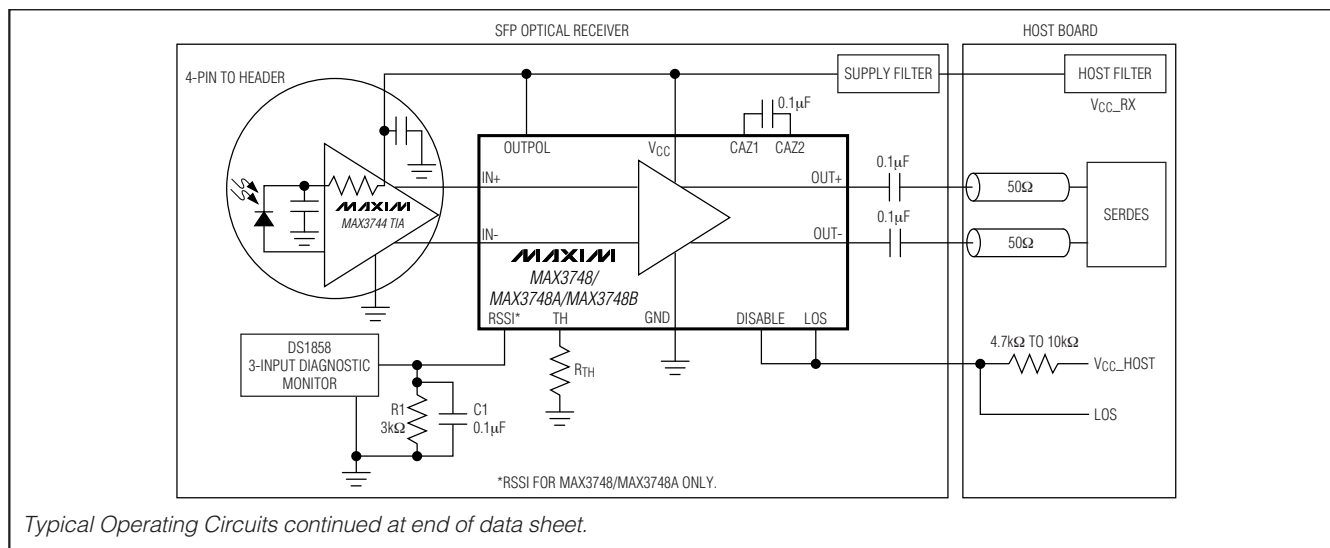 SFP OPTICAL RECEIVER
HOST BOARD
4-PIN TO HEADER
SUPPLY FILTER
HOST FILTER
VCC_RX
0.1µF
OUTPOL
VCC
CAZ1
CAZ2
IN+
OUT+
0.1µF
50Ω
MAXIM
MAX3744 TIA
SERDES
IN-
OUT-
0.1µF
50Ω
MAXIM
MAX3748/
MAX3748A/MAX3748B
RSSI*
TH
GND
DISABLE
LOS
DS1858
3-INPUT DIAGNOSTIC
MONITOR
RTH
4.7kΩ TO 10kΩ
VCC_HOST
R1
3kΩ
C1
0.1µF
LOS
*RSSI FOR MAX3748/MAX3748A ONLY.
Typical Operating Circuits continued at end of data sheet.